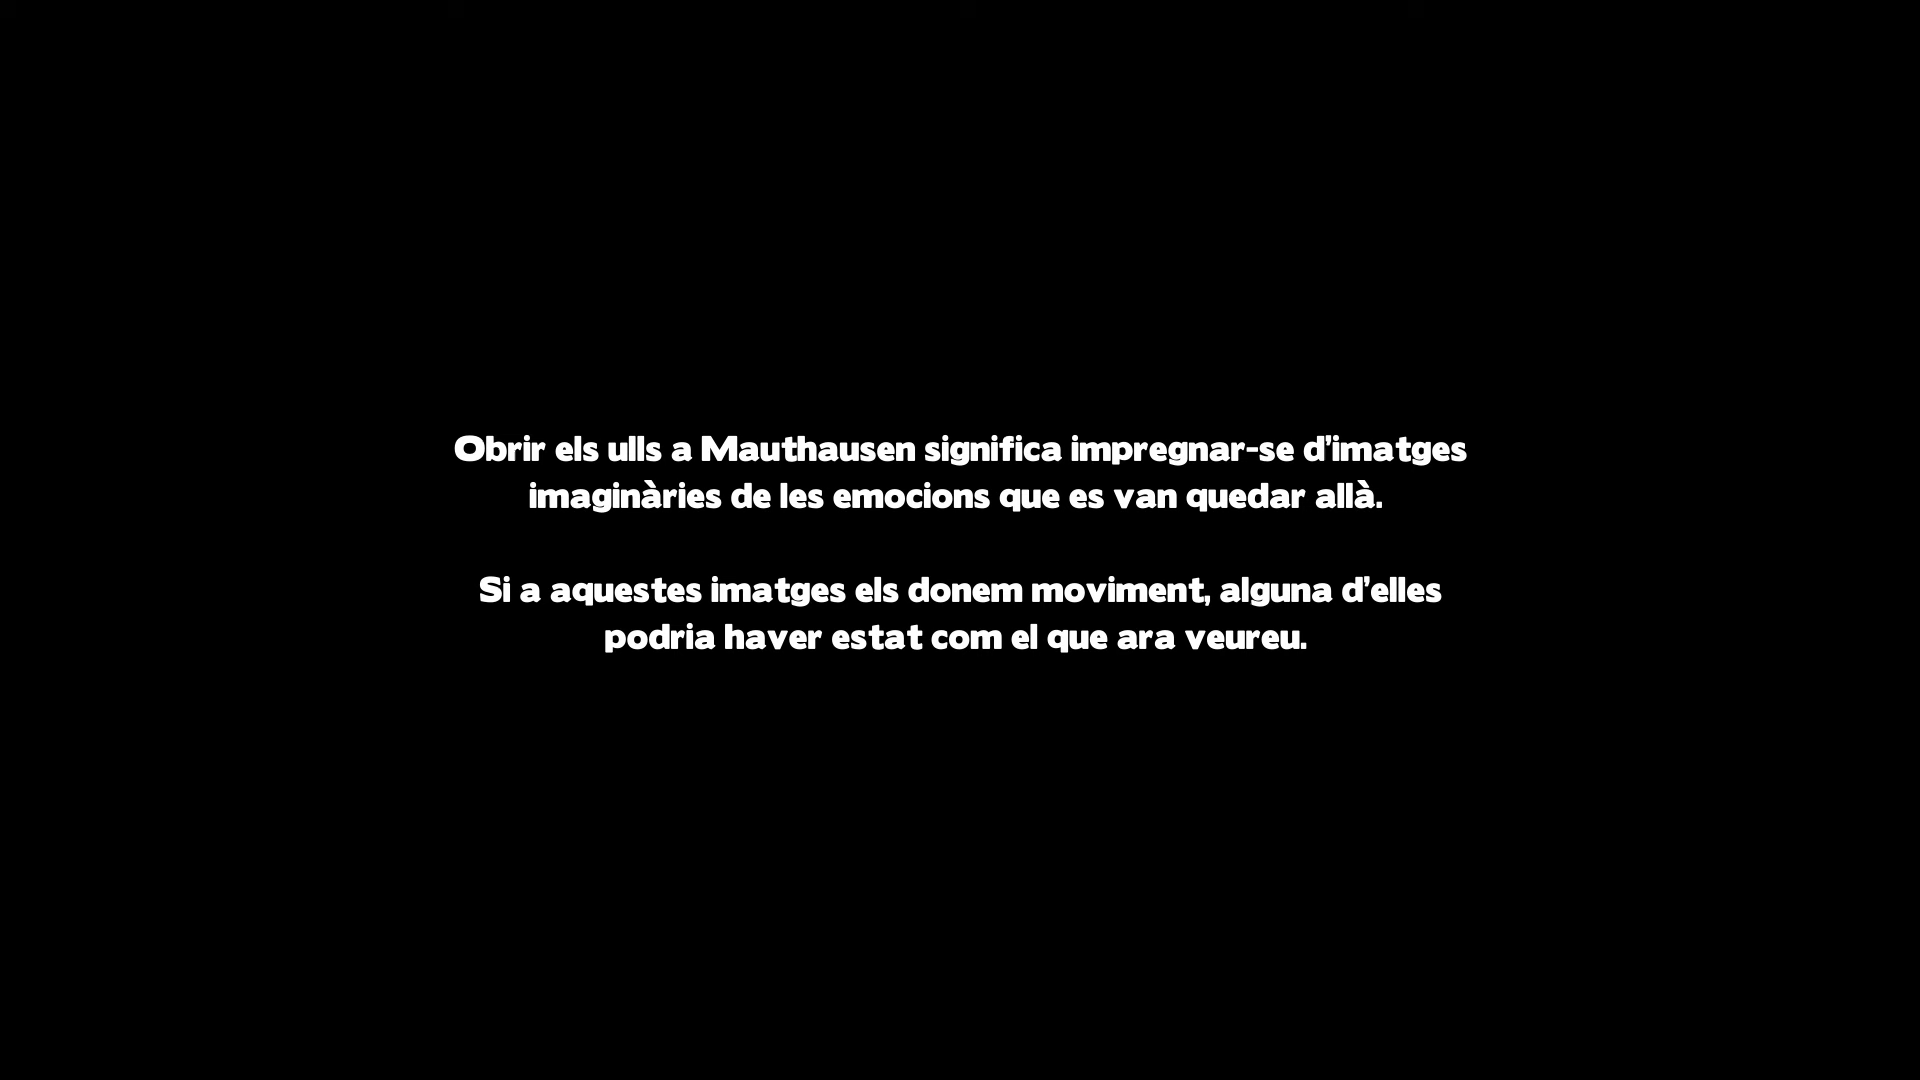 Obrir els ulls a Mauthausen significa impregnar-se d'imatges
imaginàries de les emocions que es van quedar allà.
Si a aquestes imatges els donem moviment, alguna d'elles
podria haver estat com el que ara veureu.